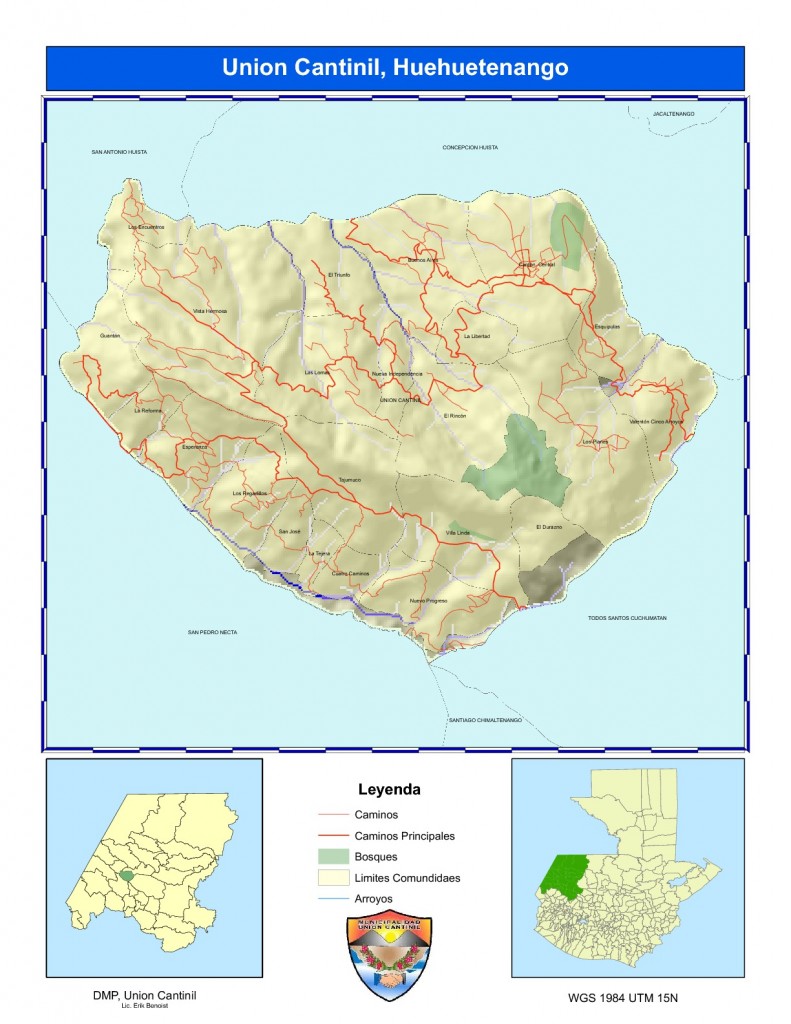 Union Cantinil, Huehuetenango
JACALTENANGO
CONCEPCION HUISTA
SAN ANTONIO HUISTA
Los Encuentros
Buenos Aires
Cantón Central
El Triunfo
Vista Hermosa
Esquipulas
Guantán
La Libertad
Las Lomas
Nueva Independencia
UNION CANTINIL
La Reforma
El Rincón
Valentón Cinco Arroyos
Los Planes
Esperanza
Tajumuco
Los Regadillos
San José
Villa Linda
El Durazno
La Tejera
Cuatro Caminos
Nuevo Progreso
TODOS SANTOS CUCHUMATAN
SAN PEDRO NECTA
SANTIAGO CHIMALTENANGO
Leyenda
Caminos
Caminos Principales
Bosques
Limites Comundidaes
Arroyos
MUNICIPALIDAD
UNION CANTINIL
DMP, Union Cantinil
Lic. Erik Benoist
WGS 1984 UTM 15N